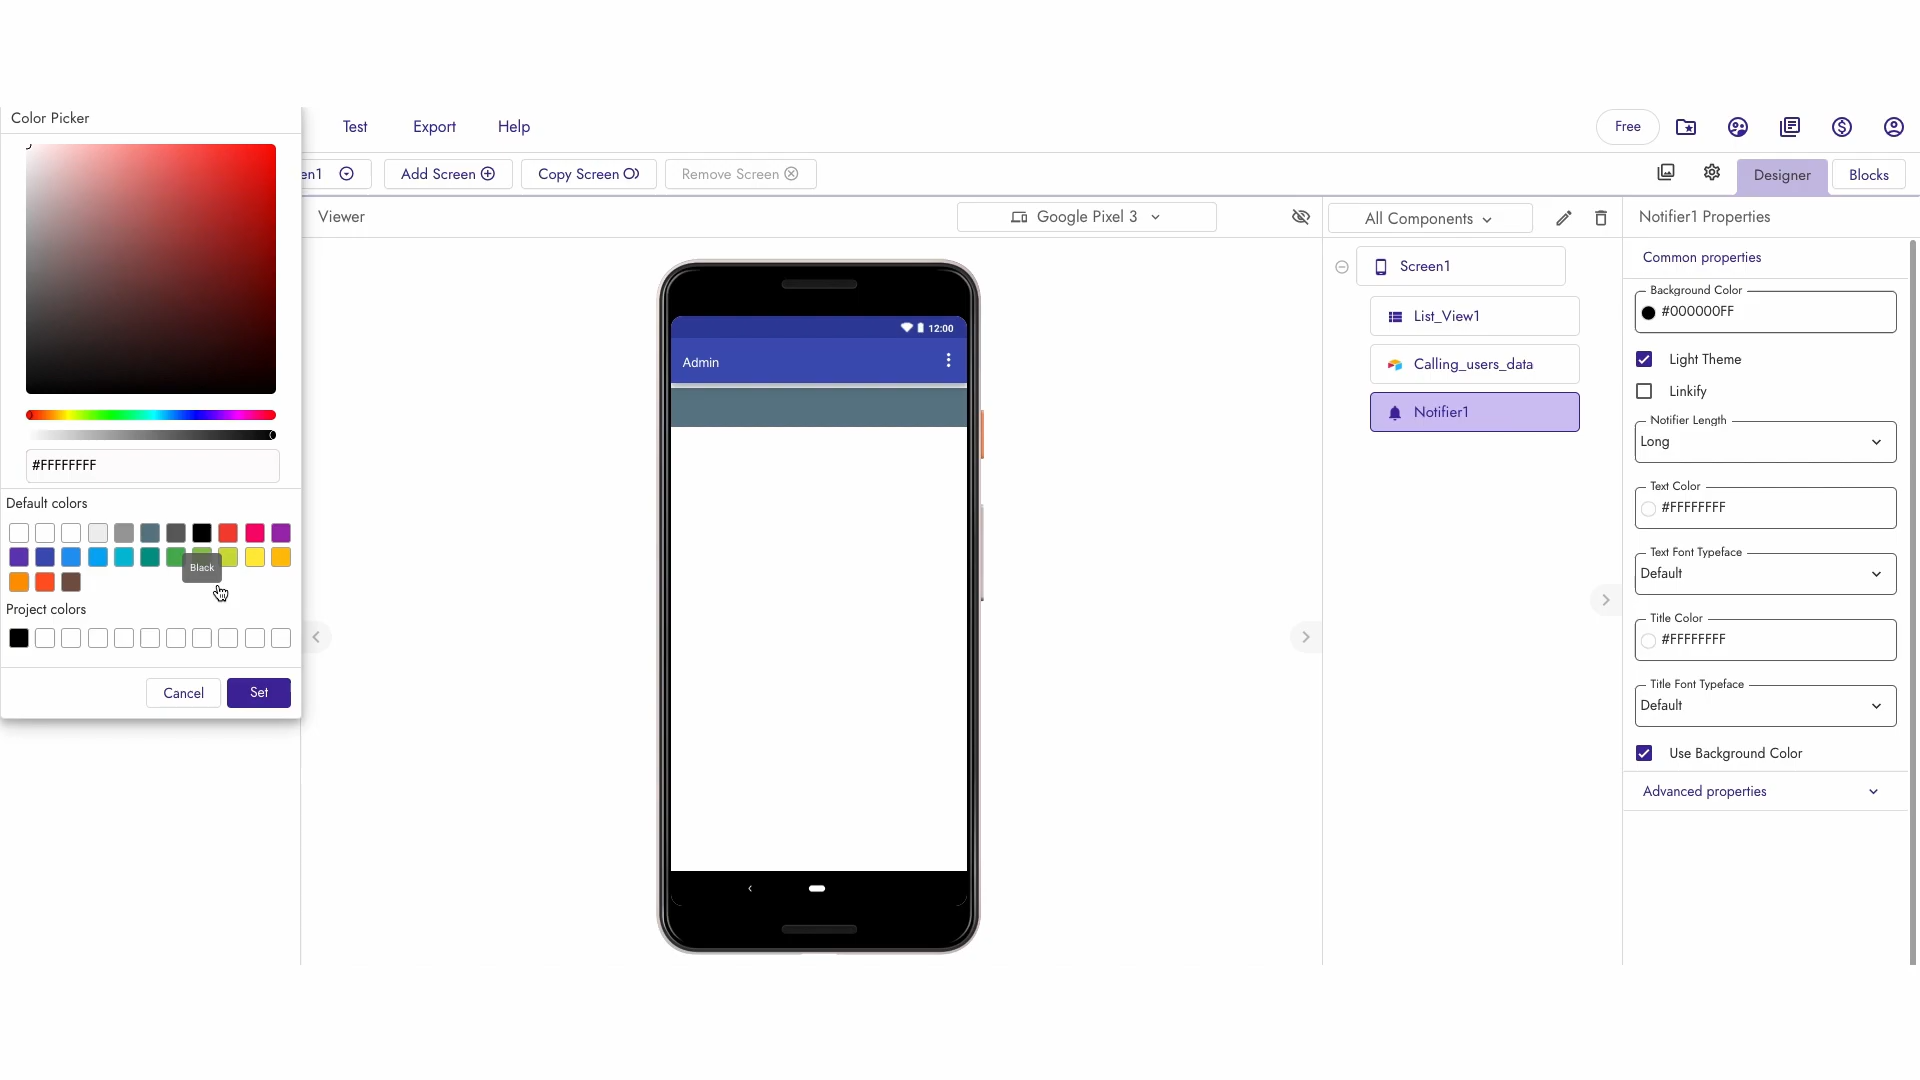 Color Picker
Test
Export
Help
Free
en1
Add Screen
Copy Screen
Remove Screen
Designer
Blocks
Viewer
Google Pixel 3
All Components
Notifier1 Properties
Common properties
Screen1
Background Color
#000000FF
List_View1
12:00
Admin
Light Theme
Calling_users_data
Linkify
Notifier1
Notifier Length
Long
#FFFFFFFF
Text Color
#FFFFFFFF
Default colors
Black
Text Font Typeface
Default
Project colors
Title Color
#FFFFFFFF
Cancel
Set
Title Font Typeface
Default
Use Background Color
Advanced properties